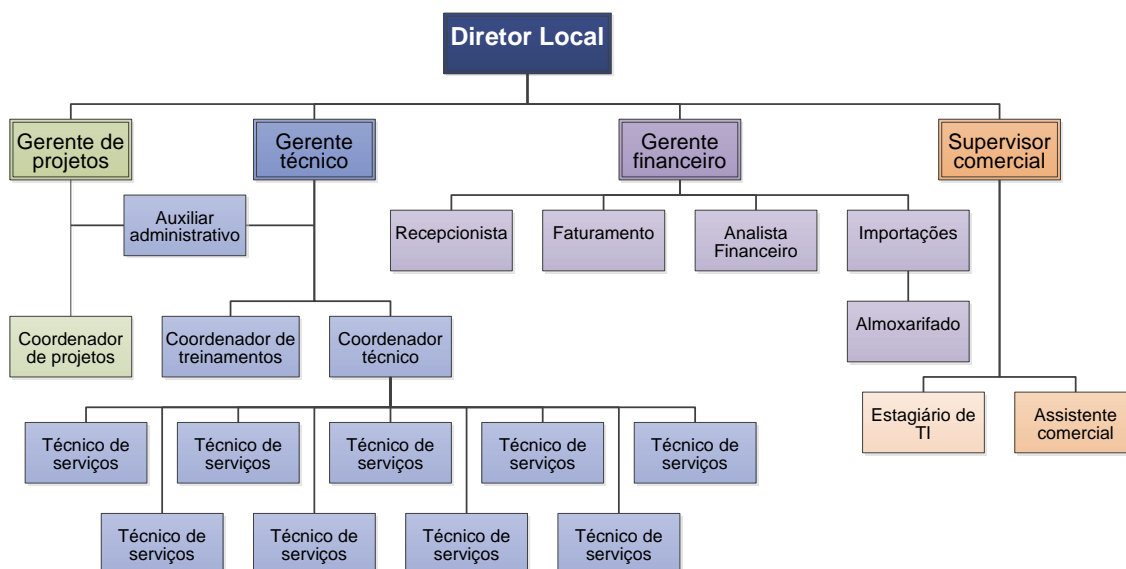 Diretor Local
Gerente de
projetos
Gerente
técnico
Gerente
financeiro
Supervisor
comercial
Auxiliar
administrativo
Recepcionista
Faturamento
Analista
Financeiro
Importações
Coordenador
de projetos
Coordenador de
treinamentos
Coordenador
técnico
Almoxarifado
Estagiário de
TI
Assistente
comercial
Técnico de
serviços
Técnico de
serviços
Técnico de
serviços
Técnico de
serviços
Técnico de
serviços
Técnico de
serviços
Técnico de
serviços
Técnico de
serviços
Técnico de
serviços